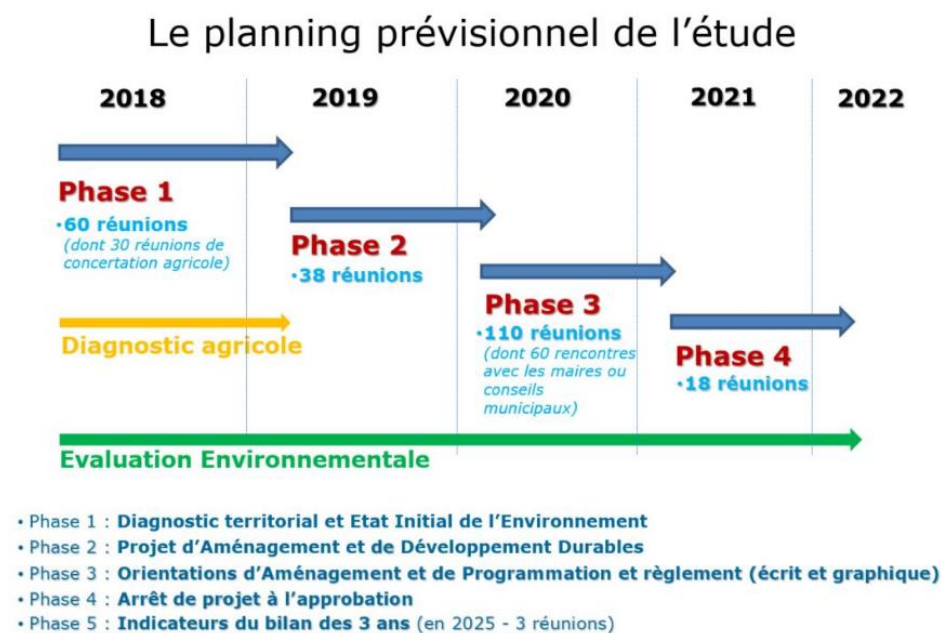 Le planning prévisionnel de l'étude
2018 2019 2020 2021 2022
Phase 1
•60 réunions
(dont 30 réunions de
concertation agricole)
Phase 2
•38 réunions
Phase 3
•110 réunions
(dont 60 rencontres
avec les maires ou
conseils
municipaux)
Phase 4
•18 réunions
Diagnostic agricole
Evaluation Environnementale
• Phase 1 : Diagnostic territorial et Etat Initial de l'Environnement
• Phase 2 : Projet d'Aménagement et de Développement Durables
• Phase 3 : Orientations d'Aménagement et de Programmation et règlement (écrit et graphique)
• Phase 4 : Arrêt de projet à l'approbation
• Phase 5 : Indicateurs du bilan des 3 ans (en 2025 - 3 réunions)